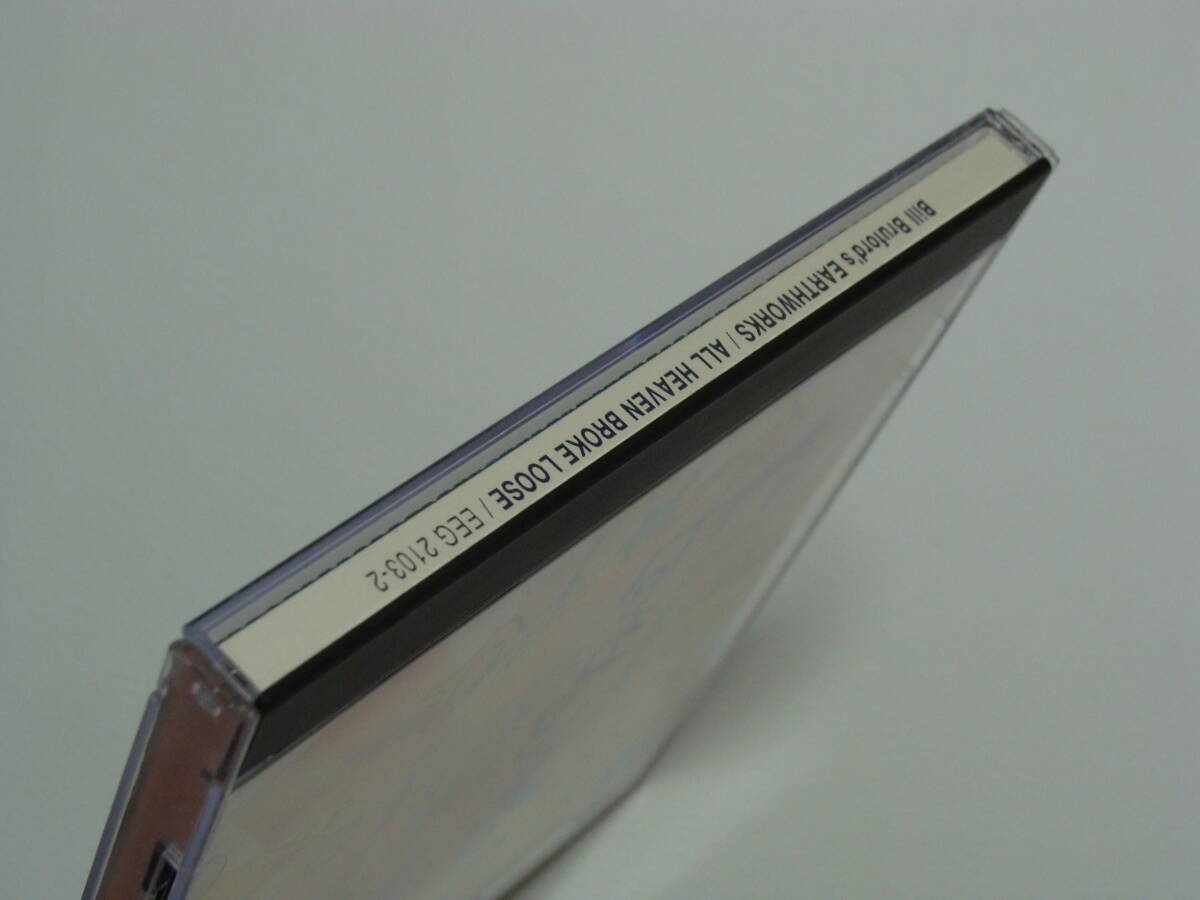 Bill Bruford's EARTHWORKS / ALL HEAVEN BROKE LOOSE / EEG 2103-2